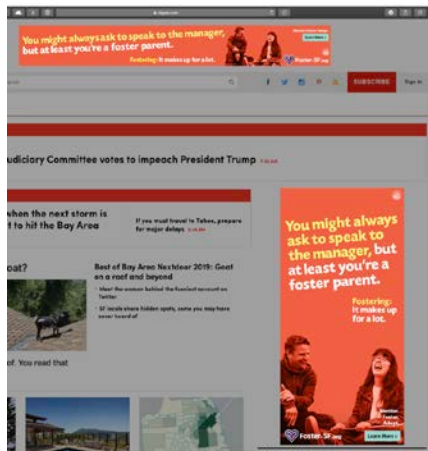 You might always ask to speak to the manager,
but at least you're a foster parent.
Fostering: It makes up for a lot.
Learn More >
Foster-SF.org
SUBSCRIBE
Sign In
udiciary Committee votes to impeach President Trump
when the next storm is
t to hit the Bay Area
If you must travel to Tahoe, prepare
for major delays
oat?
of. You read that
Best of Bay Area Nextdoor 2019: Goat
on a roof and beyond
Meet the woman behind the funniest account on
Twitter
SF locals share hidden spots, some you may have
never heard of
You might always
ask to speak to
the manager, but
at least you're a
foster parent.
Fostering:
It makes up
for a lot.
Mentor.
Foster.
Adopt.
Foster-SF.org
Learn More >